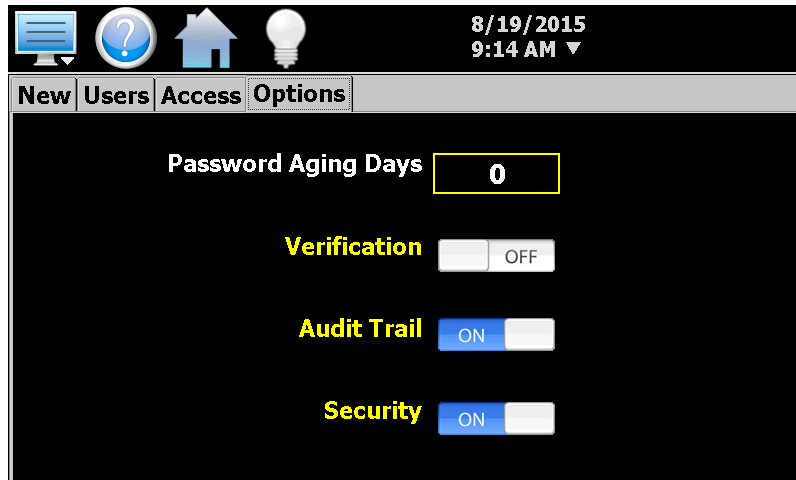 ?
8/19/2015
9:14 AM ▼
New Users Access Options
Password Aging Days 0
Verification OFF
Audit Trail ON
Security ON